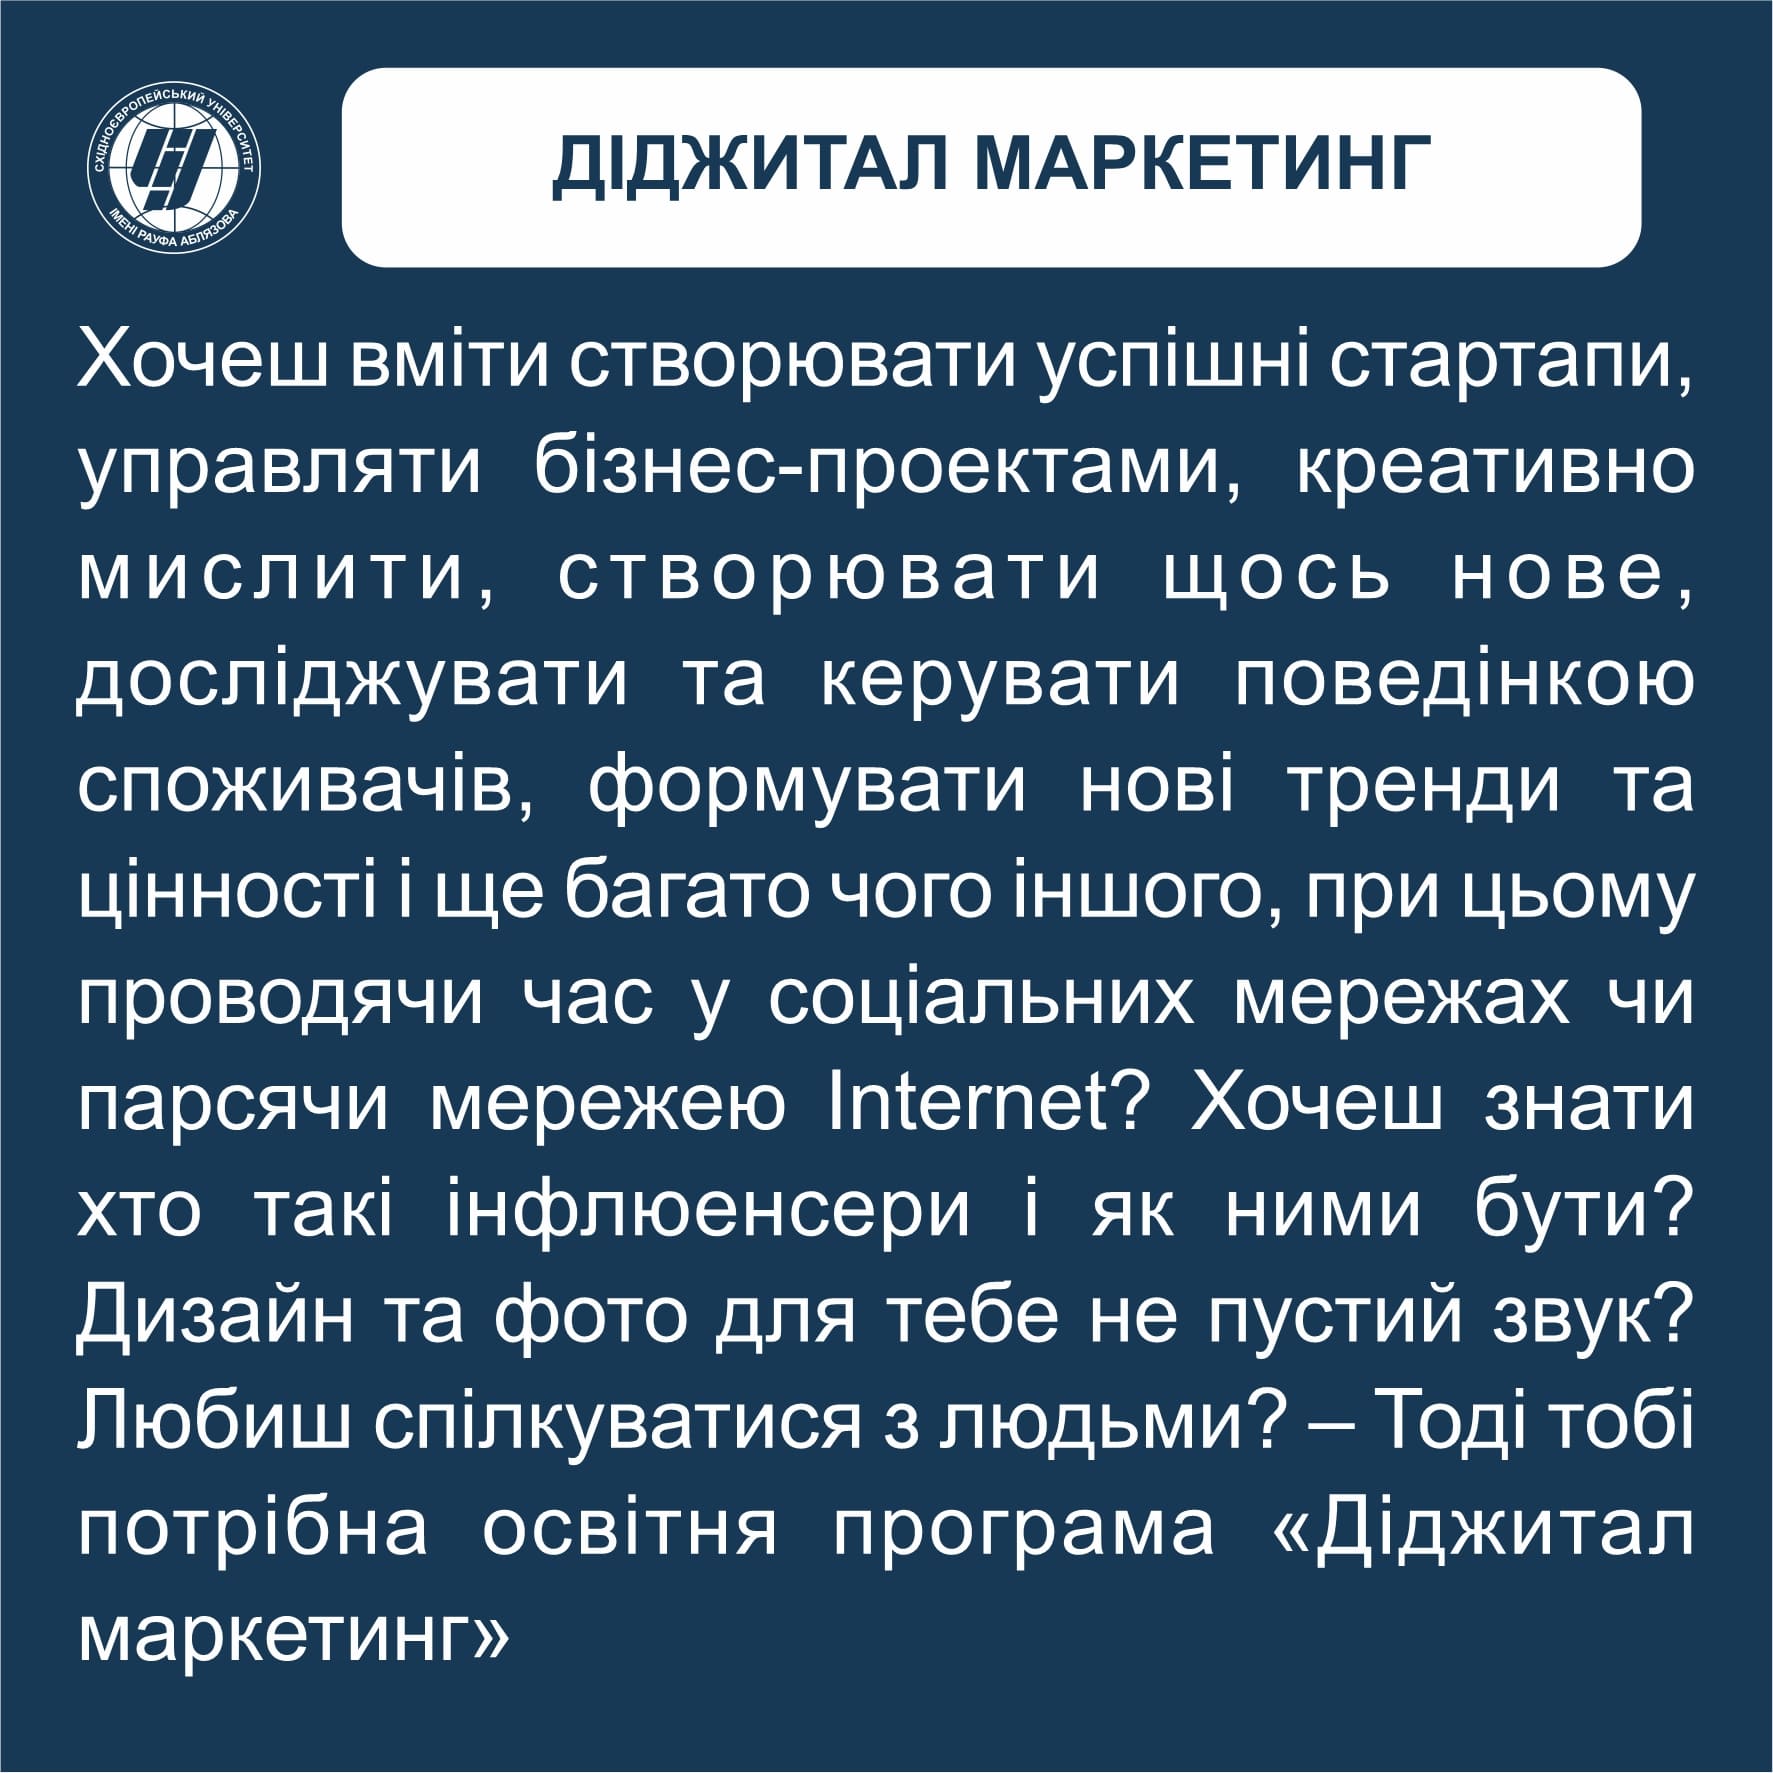 СХІДНОЄВРОПЕЙСЬКИЙ УНІВЕРСИТЕТ
ІМЕНІ РАУФА АБЛЯЗОВА
ДІДЖИТАЛ МАРКЕТИНГ
Хочеш вміти створювати успішні стартапи,
управляти бізнес-проектами, креативно
мислити, створювати щось нове,
досліджувати та керувати поведінкою
споживачів, формувати нові тренди та
цінності і ще багато чого іншого, при цьому
проводячи час у соціальних мережах чи
парсячи мережею Internet? Хочеш знати
хто такі інфлюенсери і як ними бути?
Дизайн та фото для тебе не пустий звук?
Любиш спілкуватися з людьми? – Тоді тобі
потрібна освітня програма «Діджитал
маркетинг»